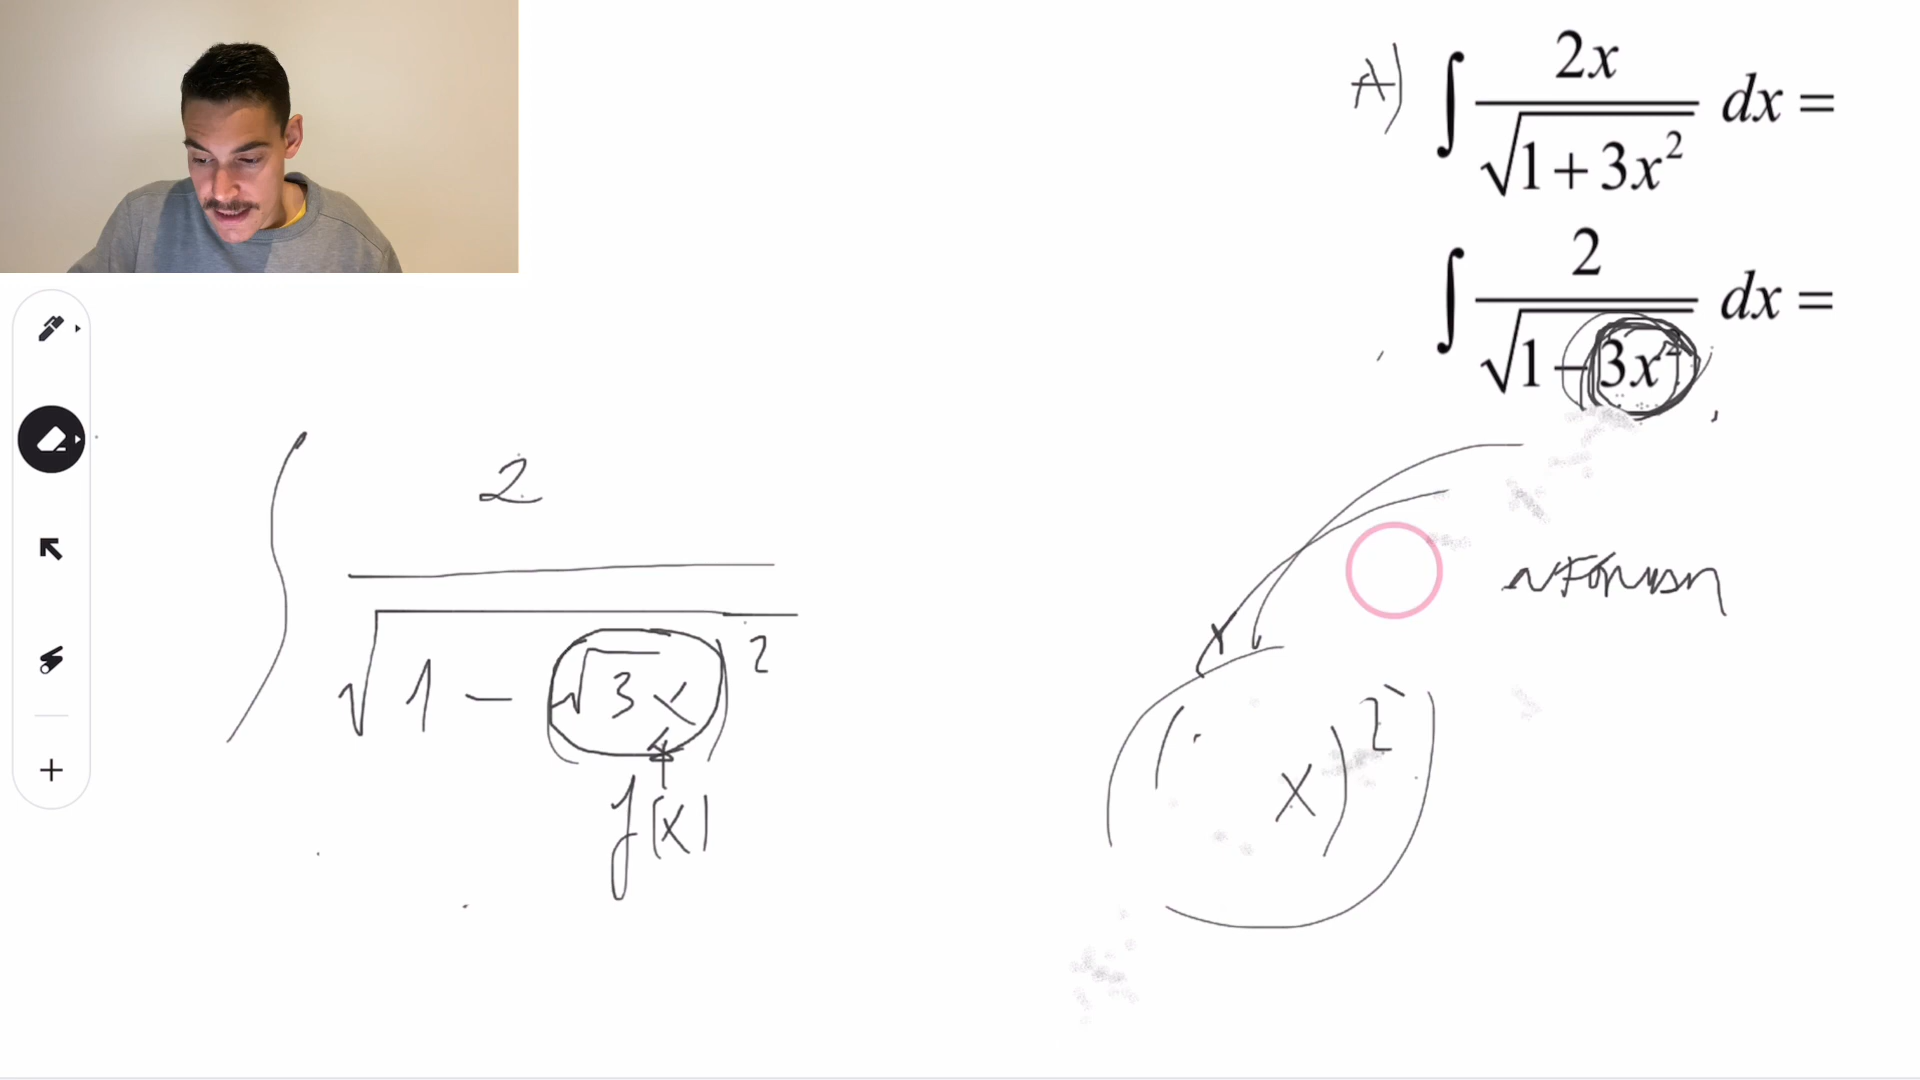 A) ∫ 2x / √1 + 3x² dx =
∫ 2 / √1 − 3x² dx =
∫ 2 / √1 − (√3 x)²
f(x)
x
( x)²